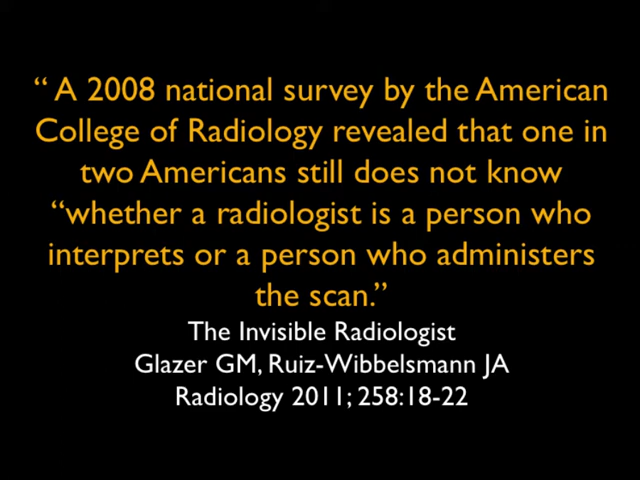 “ A 2008 national survey by the American
College of Radiology revealed that one in
two Americans still does not know
“whether a radiologist is a person who
interprets or a person who administers
the scan.”
The Invisible Radiologist
Glazer GM, Ruiz-Wibbelsmann JA
Radiology 2011; 258:18-22